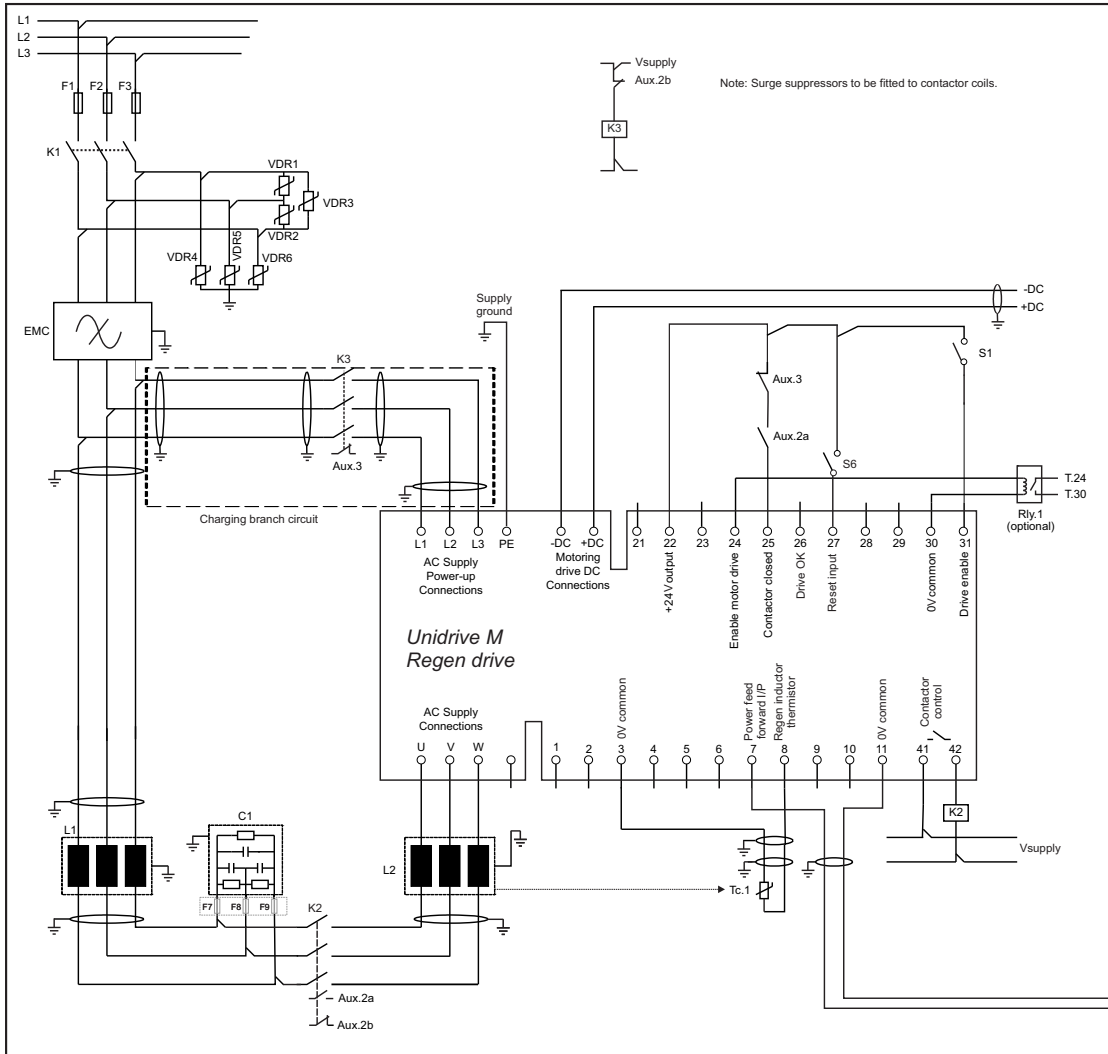 L1
L2
L3
F1 F2 F3
K1
VDR1
VDR3
VDR2
VDR4
VDR5
VDR6
EMC
Vsupply
Aux.2b
K3
Note: Surge suppressors to be fitted to contactor coils.
Supply
ground
-DC
+DC
K3
Aux.3
Charging branch circuit
Aux.3
Aux.2a
S6
S1
T.24
T.30
Rly.1
(optional)
L1 L2 L3 PE
AC Supply
Power-up
Connections
-DC +DC
Motoring
drive DC
Connections
21 22 23 24 25 26 27 28 29 30 31
+24 V output
Enable motor drive
Contactor closed
Drive OK
Reset input
0V common
Drive enable
Unidrive M
Regen drive
AC Supply
Connections
U V W
0V common
Power feed
forward I/P
Regen inductor
thermistor
0V common
Contactor
control
1 2 3 4 5 6 7 8 9 10 11 41 42
K2
Vsupply
L1
C1
F7 F8 F9
K2
L2
Tc.1
Aux.2a
Aux.2b